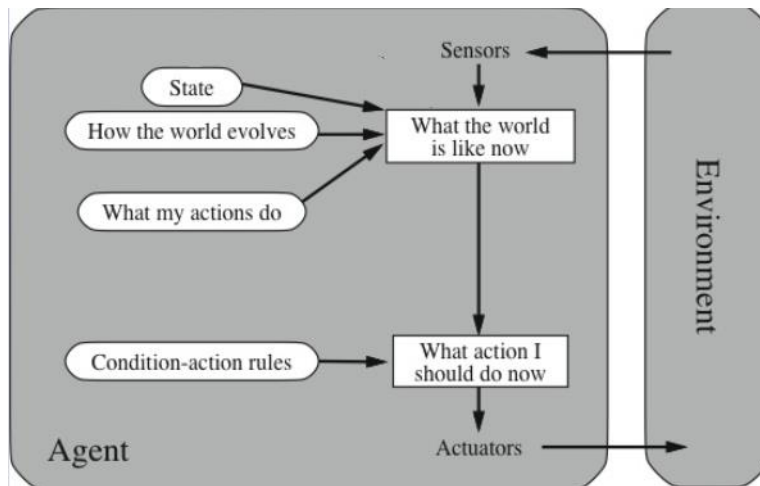 Sensors
State
What the world
is like now
How the world evolves
What my actions do
Environment
Condition-action rules
What action I
should do now
Agent
Actuators